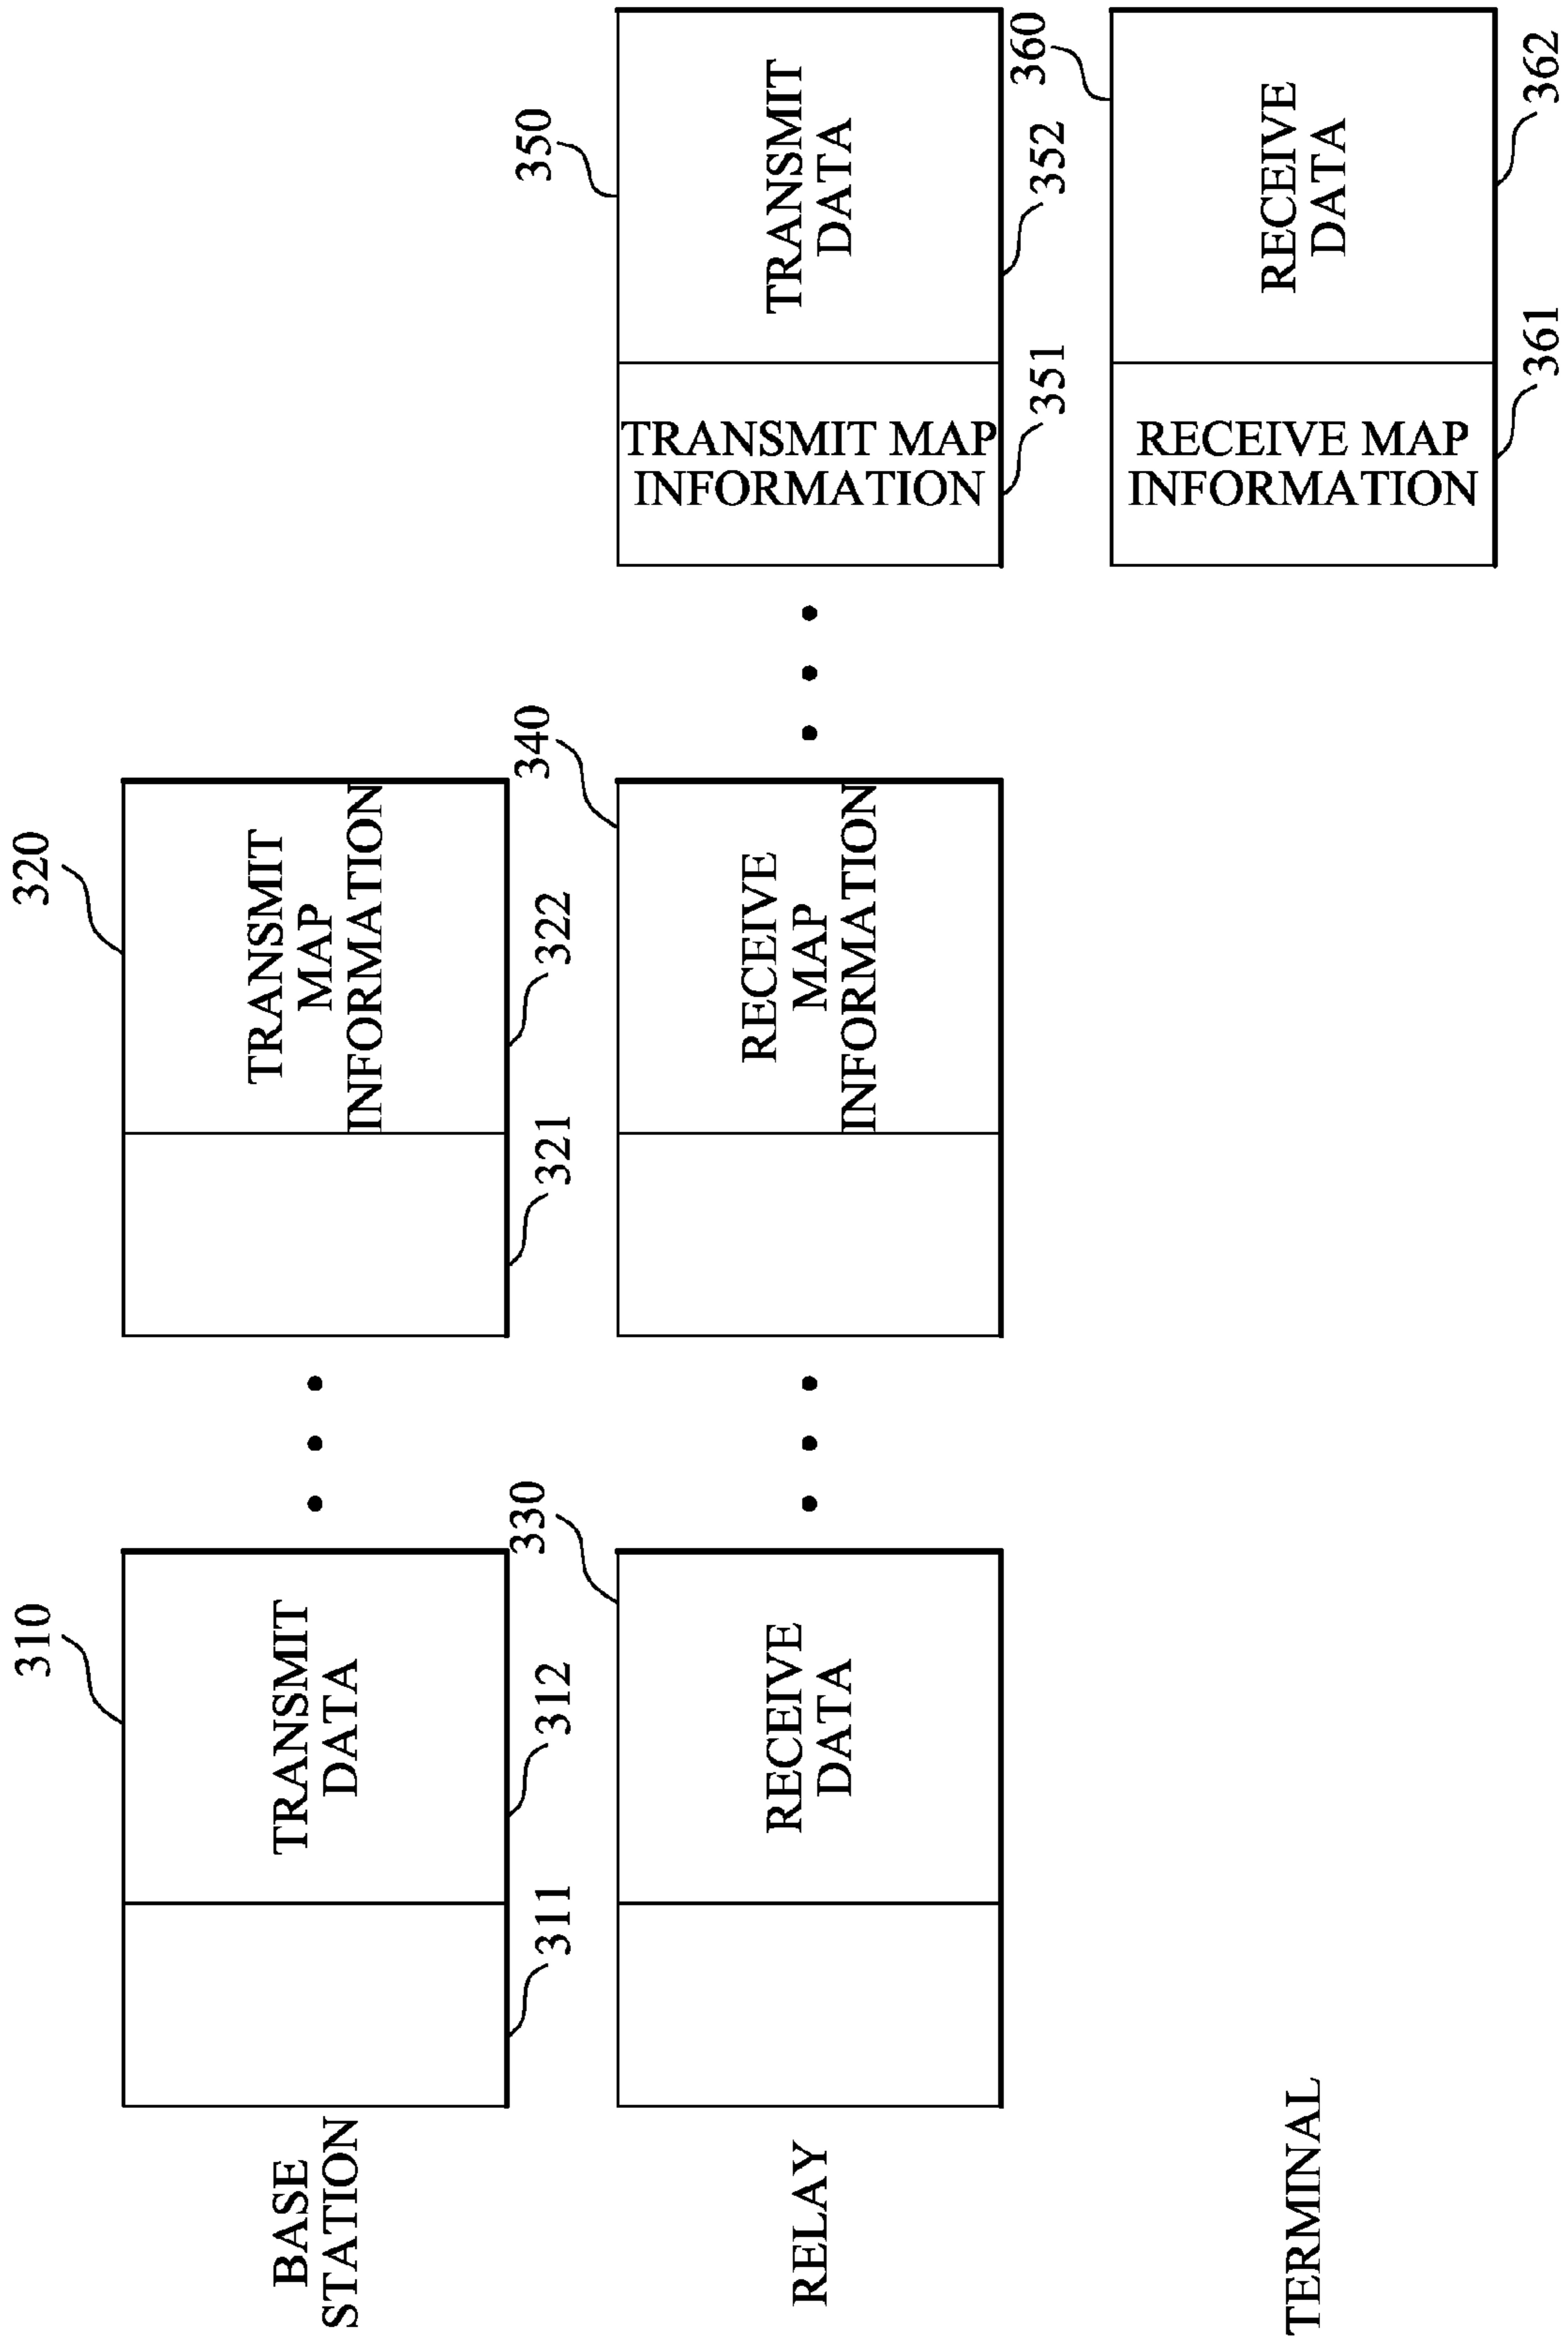 310
320
TRANSMIT
DATA
TRANSMIT
MAP
INFORMATION
BASE
STATION
311
312
321
322
330
340
350
RECEIVE
DATA
RECEIVE
MAP
INFORMATION
TRANSMIT MAP
INFORMATION
TRANSMIT
DATA
RELAY
351
352
360
RECEIVE MAP
INFORMATION
RECEIVE
DATA
TERMINAL
361
362